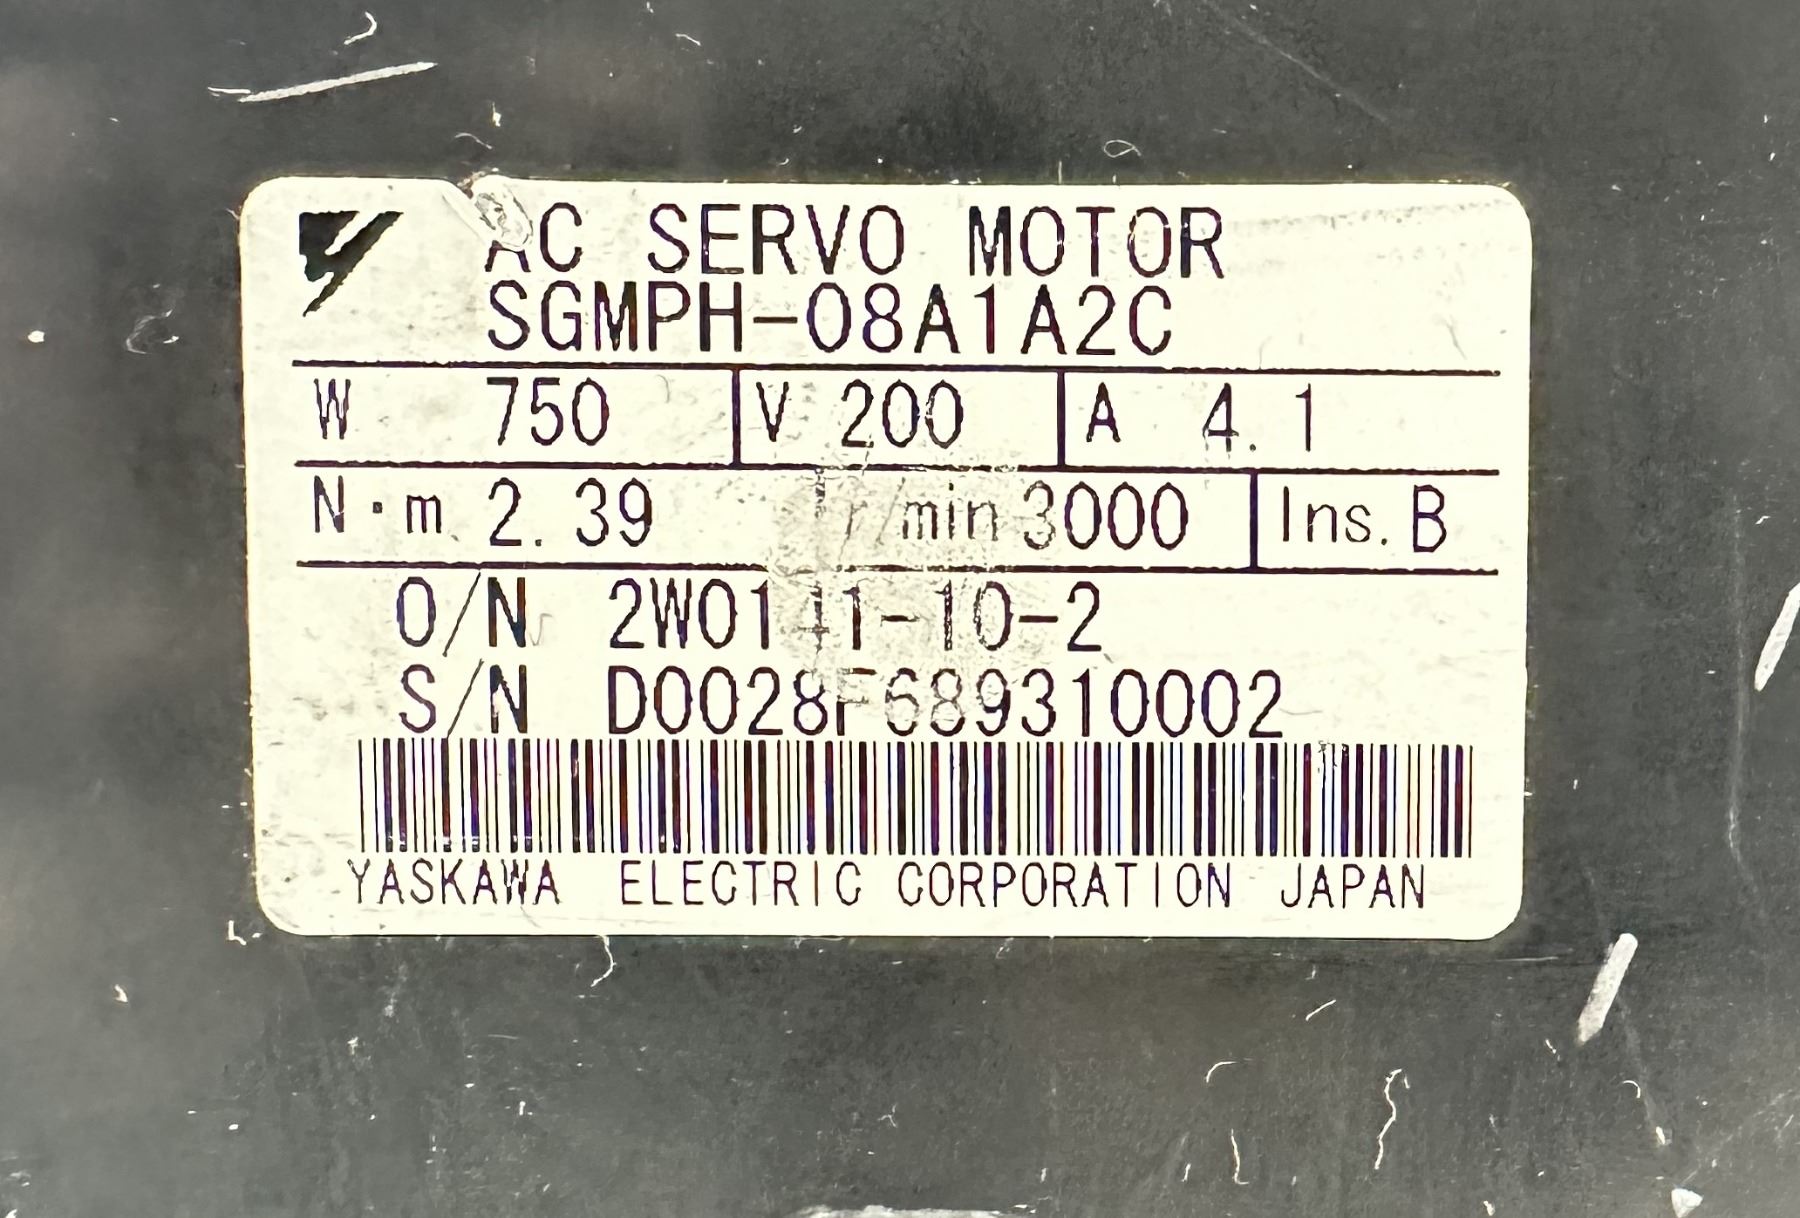 AC SERVO MOTOR
SGMPH-08A1A2C
W 750 V 200 A 4.1
N·m 2.39 r/min 3000 Ins. B
O/N
S/N D0028F689310002
YASKAWA ELECTRIC CORPORATION JAPAN